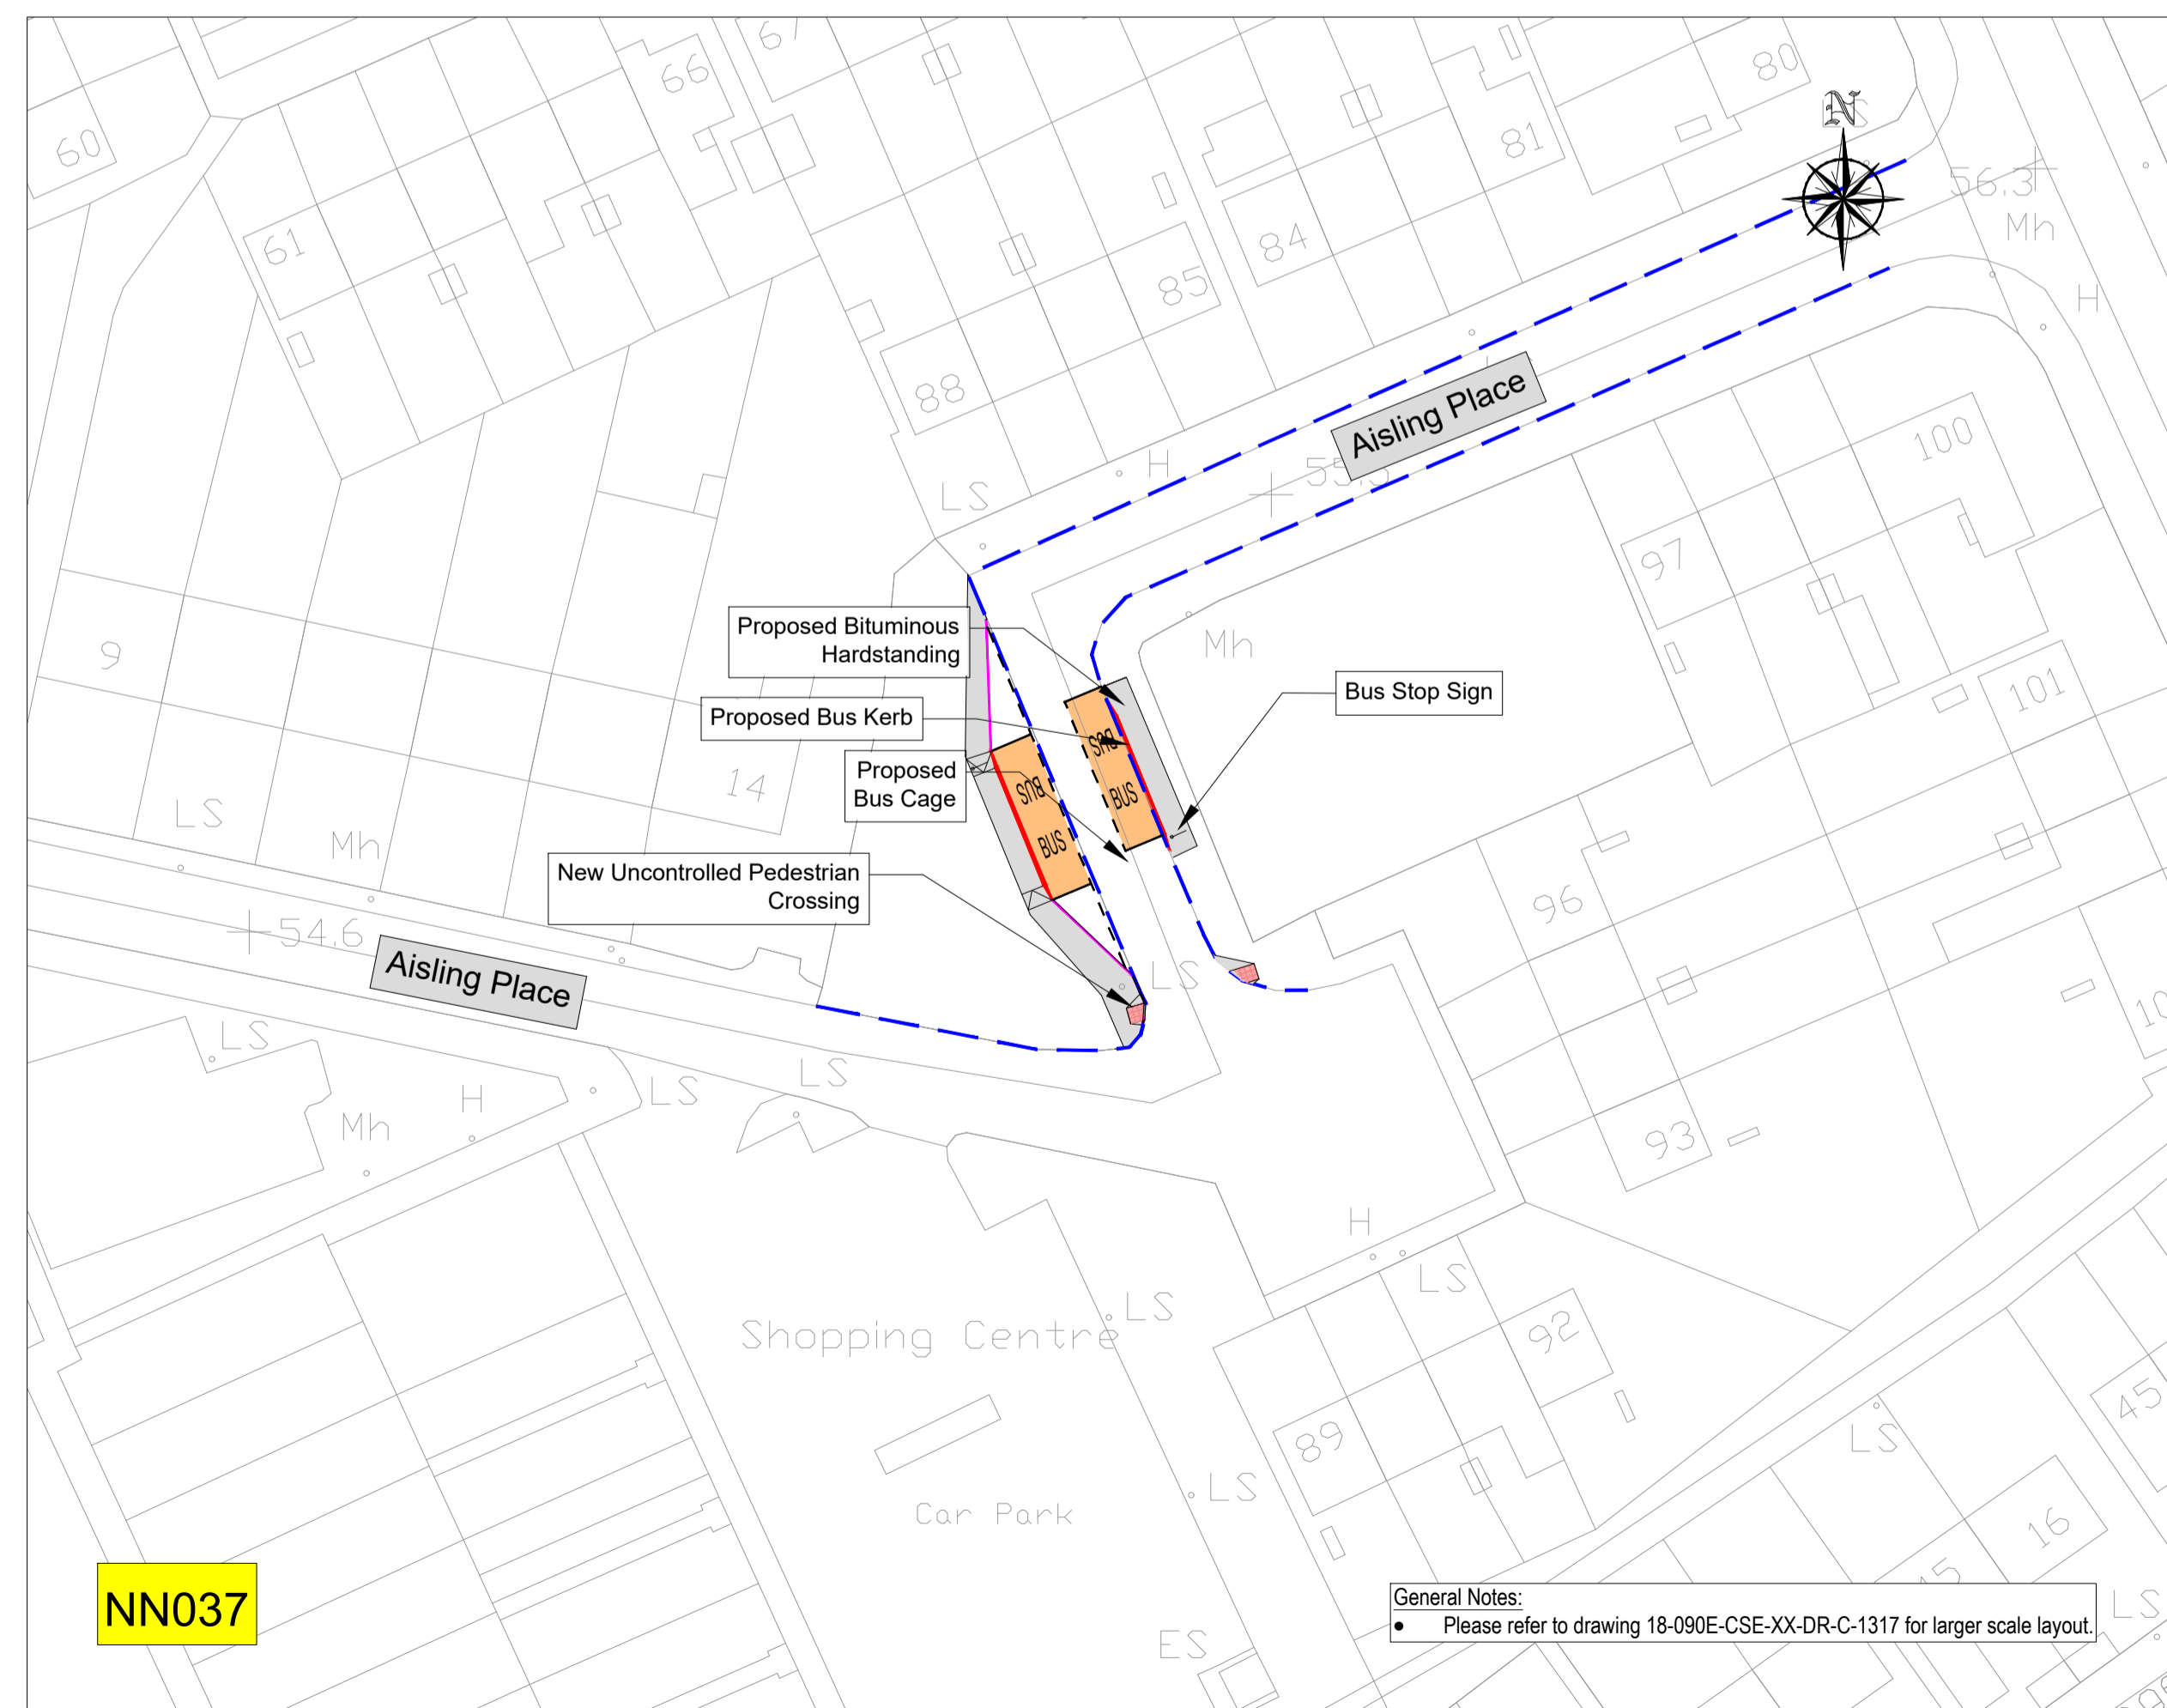 67
66
60
80
N
LS
81
56.3
Mh
61
84
85
H
88
Aisling Place
100
H
LS
97
Proposed Bituminous
Hardstanding
Mh
9
101
Bus Stop Sign
Proposed Bus Kerb
BUS
BUS
Proposed
Bus Cage
14
BUS
BUS
LS
Mh
New Uncontrolled Pedestrian
Crossing
96
54.6
Aisling Place
LS
LS
LS
LS
H
Mh
93
H
LS
LS
Shopping Centre
92
45
89
LS
LS
Car Park
16
NN037
General Notes:
● Please refer to drawing 18-090E-CSE-XX-DR-C-1317 for larger scale layout.
LS
ES